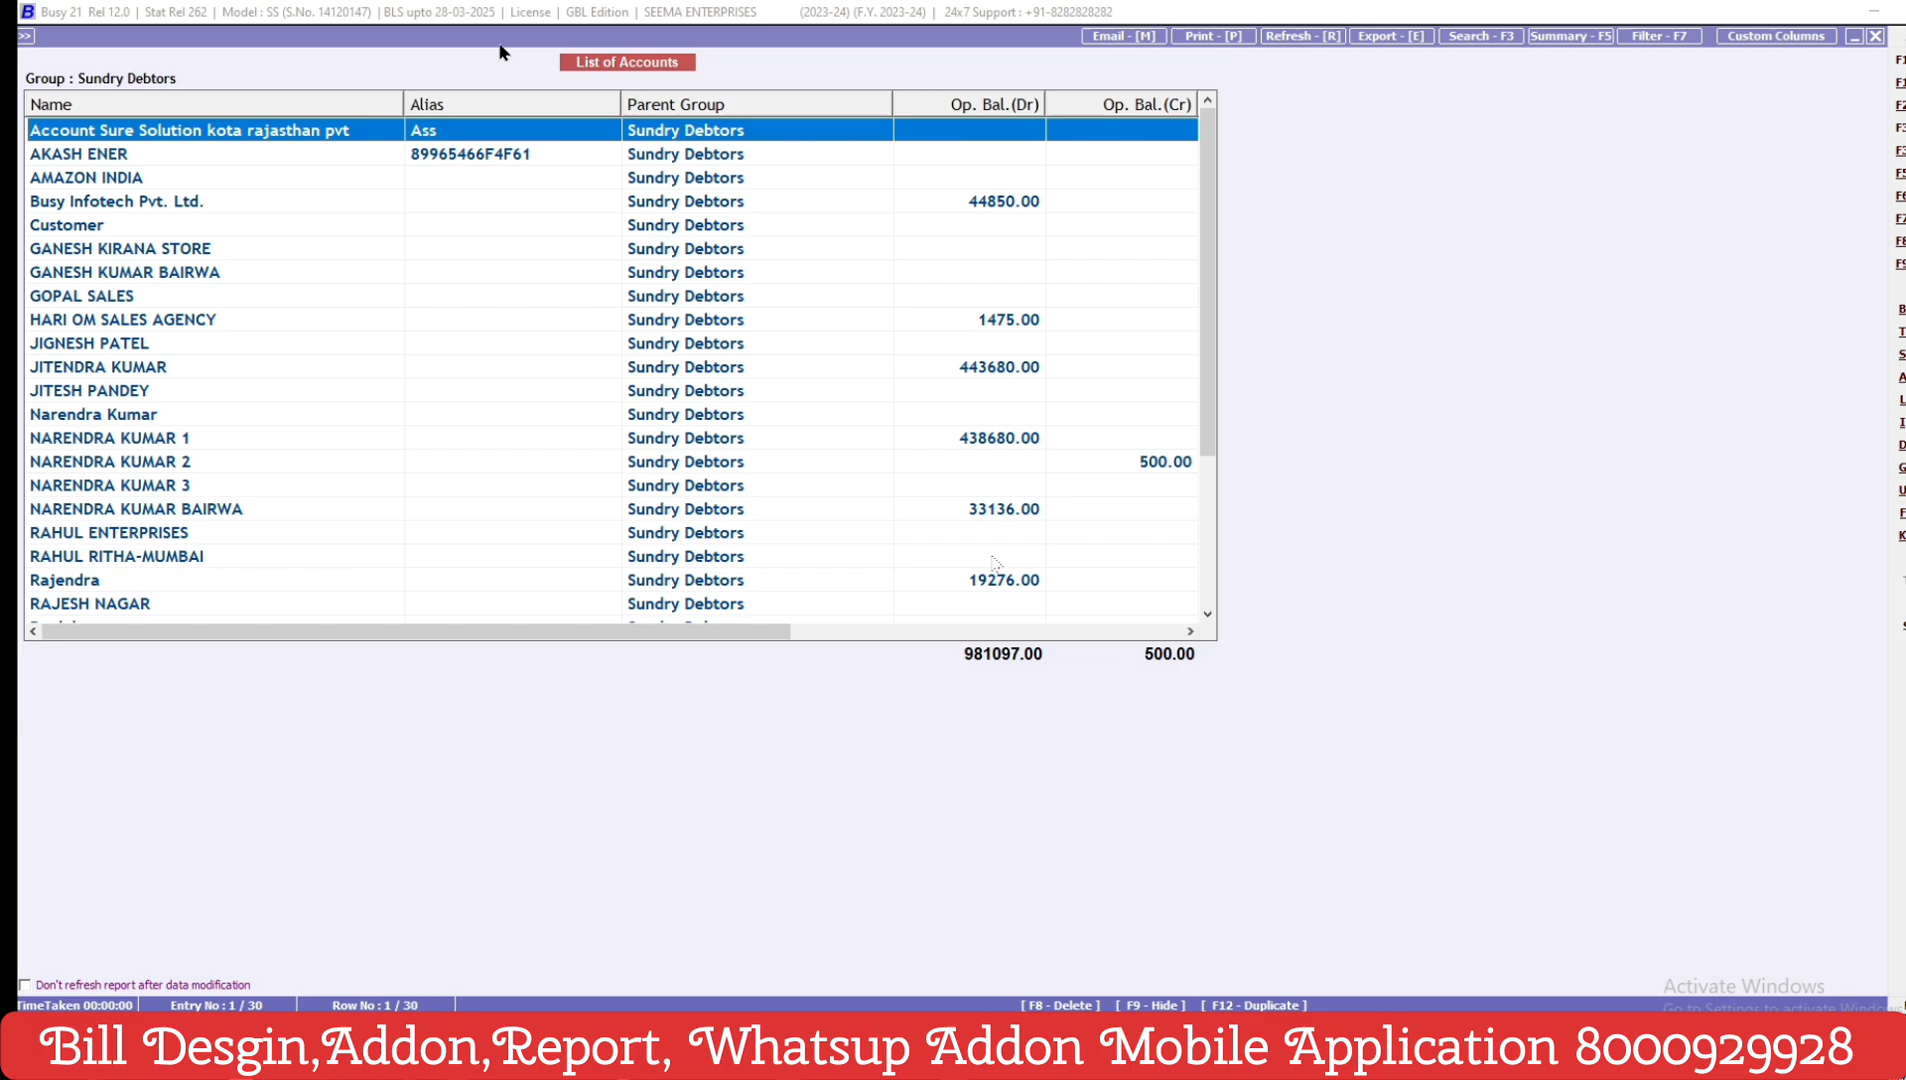 Busy 21 Rel 12.0 | Stat Rel 262 | Model : SS (S.No. 14120147) | BLS upto 28-03-2025 | License | GBL Edition | SEEMA ENTERPRISES (2023-24) (F.Y. 2023-24) | 24x7 Support : +91-8282828282
>> Email - [M] Print - [P] Refresh - [R] Export - [E] Search - F3 Summary - F5 Filter - F7 Custom Columns
List of Accounts
Group : Sundry Debtors
Name Alias Parent Group Op. Bal.(Dr) Op. Bal.(Cr)
Account Sure Solution kota rajasthan pvt Ass Sundry Debtors
AKASH ENER 89965466F4F61 Sundry Debtors
AMAZON INDIA Sundry Debtors
Busy Infotech Pvt. Ltd. Sundry Debtors 44850.00
Customer Sundry Debtors
GANESH KIRANA STORE Sundry Debtors
GANESH KUMAR BAIRWA Sundry Debtors
GOPAL SALES Sundry Debtors
HARI OM SALES AGENCY Sundry Debtors 1475.00
JIGNESH PATEL Sundry Debtors
JITENDRA KUMAR Sundry Debtors 443680.00
JITESH PANDEY Sundry Debtors
Narendra Kumar Sundry Debtors
NARENDRA KUMAR 1 Sundry Debtors 438680.00
NARENDRA KUMAR 2 Sundry Debtors 500.00
NARENDRA KUMAR 3 Sundry Debtors
NARENDRA KUMAR BAIRWA Sundry Debtors 33136.00
RAHUL ENTERPRISES Sundry Debtors
RAHUL RITHA-MUMBAI Sundry Debtors
Rajendra Sundry Debtors 19276.00
RAJESH NAGAR Sundry Debtors
981097.00 500.00
Don't refresh report after data modification
Activate Windows
Go to Settings to activate Windows
TimeTaken 00:00:00 Entry No : 1 / 30 Row No : 1 / 30 [ F8 - Delete ] [ F9 - Hide ] [ F12 - Duplicate ]
Bill Desgin,Addon,Report, Whatsup Addon Mobile Application 8000929928